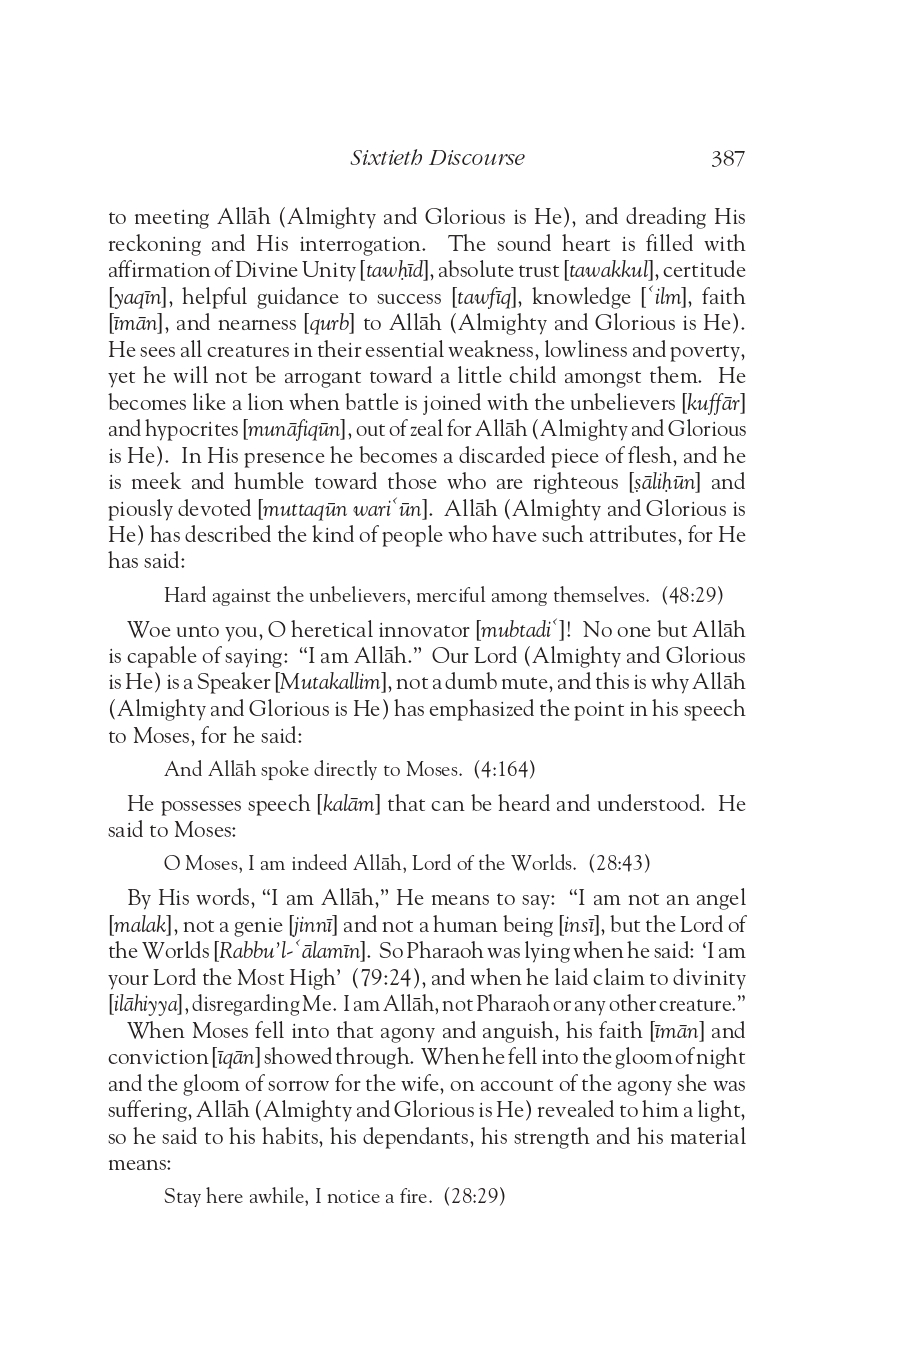 Sixtieth Discourse 387
to meeting Allāh (Almighty and Glorious is He), and dreading His
reckoning and His interrogation. The sound heart is filled with
affirmation of Divine Unity [tawḥīd], absolute trust [tawakkul], certitude
[yaqīn], helpful guidance to success [tawfīq], knowledge [ʿilm], faith
[īmān], and nearness [qurb] to Allāh (Almighty and Glorious is He).
He sees all creatures in their essential weakness, lowliness and poverty,
yet he will not be arrogant toward a little child amongst them. He
becomes like a lion when battle is joined with the unbelievers [kuffār]
and hypocrites [munāfiqūn], out of zeal for Allāh (Almighty and Glorious
is He). In His presence he becomes a discarded piece of flesh, and he
is meek and humble toward those who are righteous [ṣāliḥūn] and
piously devoted [muttaqūn wariʿūn]. Allāh (Almighty and Glorious is
He) has described the kind of people who have such attributes, for He
has said:
Hard against the unbelievers, merciful among themselves. (48:29)
Woe unto you, O heretical innovator [mubtadiʿ]! No one but Allāh
is capable of saying: “I am Allāh.” Our Lord (Almighty and Glorious
is He) is a Speaker [Mutakallim], not a dumb mute, and this is why Allāh
(Almighty and Glorious is He) has emphasized the point in his speech
to Moses, for he said:
And Allāh spoke directly to Moses. (4:164)
He possesses speech [kalām] that can be heard and understood. He
said to Moses:
O Moses, I am indeed Allāh, Lord of the Worlds. (28:43)
By His words, “I am Allāh,” He means to say: “I am not an angel
[malak], not a genie [jinnī] and not a human being [insī], but the Lord of
the Worlds [Rabbu’l-ʿālamīn]. So Pharaoh was lying when he said: ‘I am
your Lord the Most High’ (79:24), and when he laid claim to divinity
[ilāhiyya], disregarding Me. I am Allāh, not Pharaoh or any other creature.”
When Moses fell into that agony and anguish, his faith [īmān] and
conviction [īqān] showed through. When he fell into the gloom of night
and the gloom of sorrow for the wife, on account of the agony she was
suffering, Allāh (Almighty and Glorious is He) revealed to him a light,
so he said to his habits, his dependants, his strength and his material
means:
Stay here awhile, I notice a fire. (28:29)